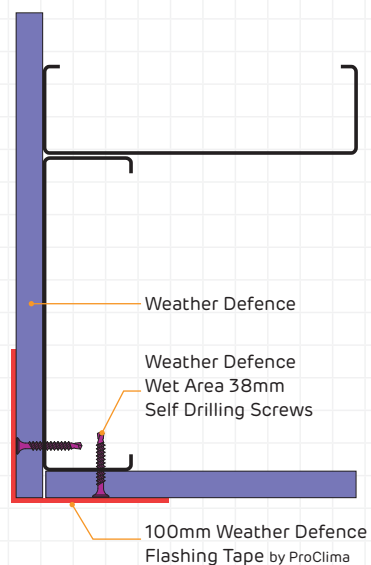 Weather Defence
Weather Defence
Wet Area 38mm
Self Drilling Screws
100mm Weather Defence
Flashing Tape by ProClima